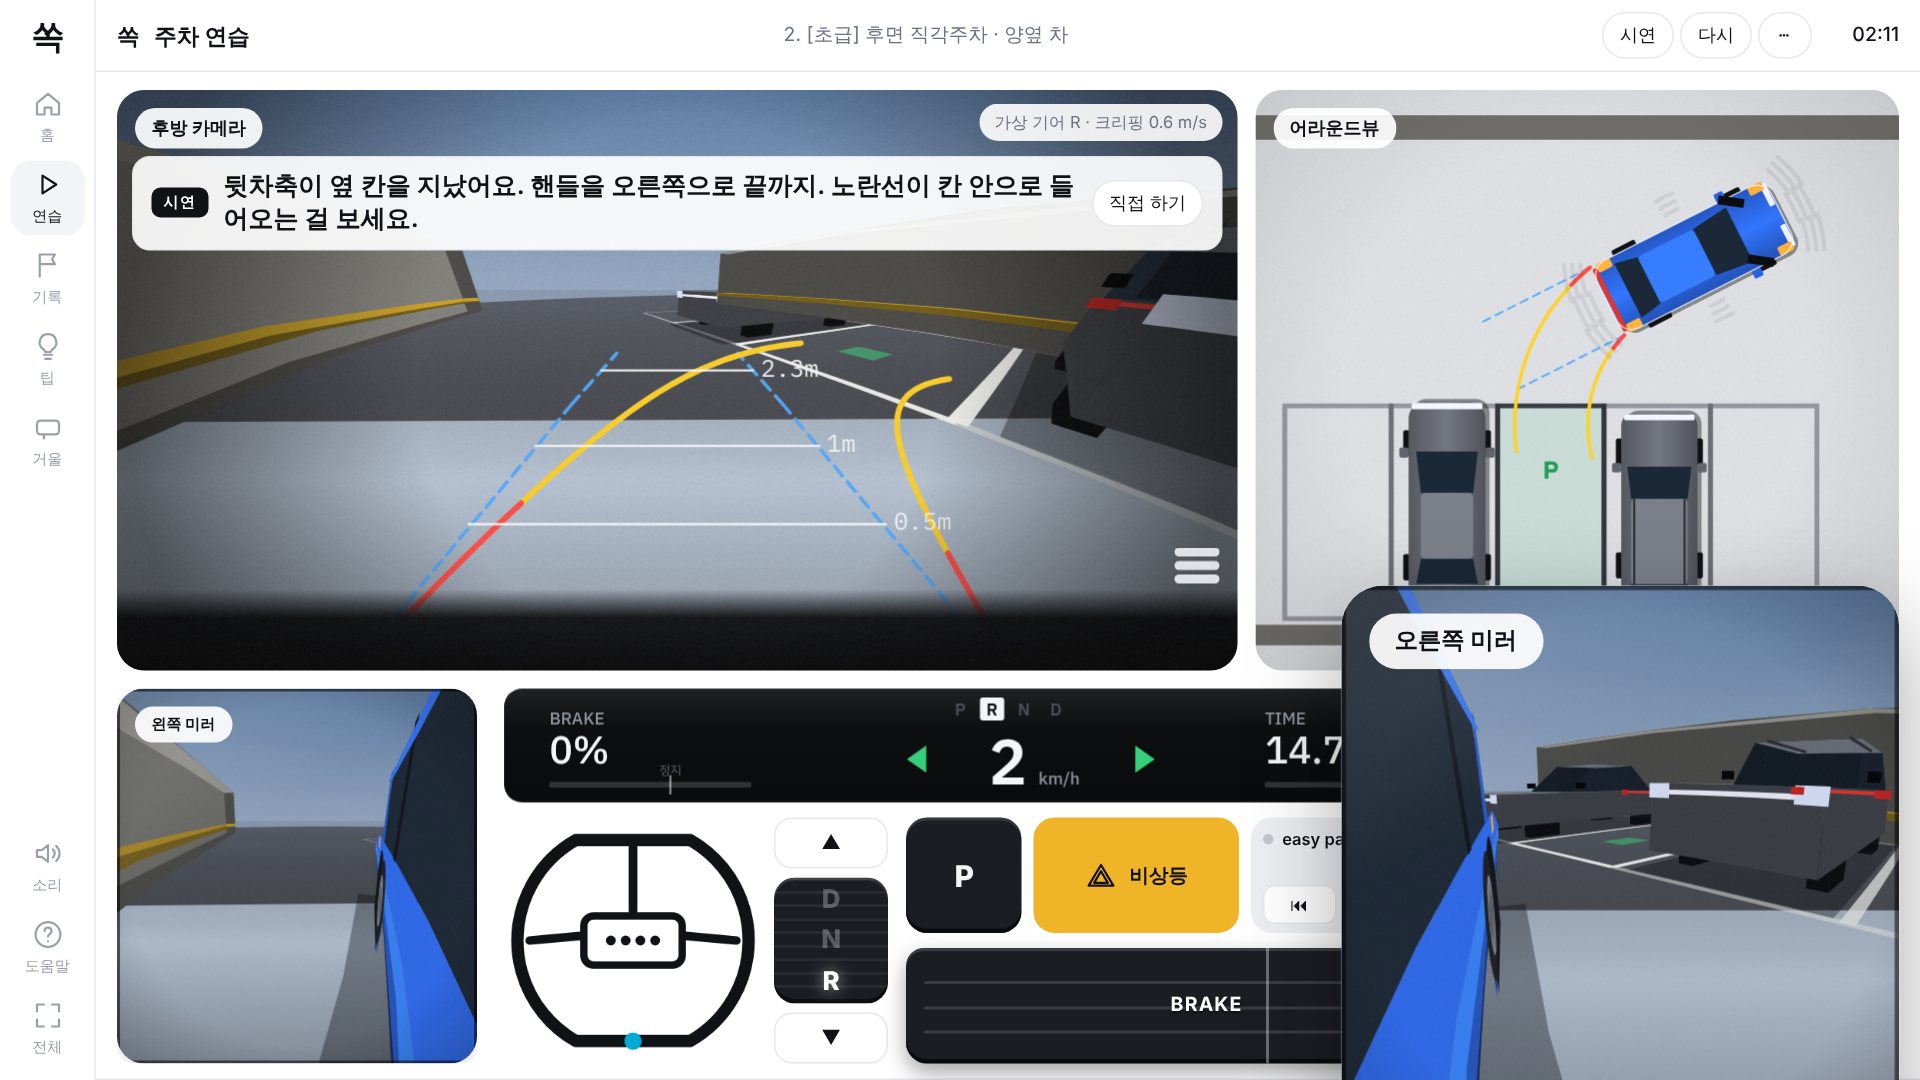 쏙
쏙 주차 연습
2. [초급] 후면 직각주차 · 양옆 차
시연
다시
···
02:11
홈
연습
기록
팁
거울
소리
도움말
전체
후방 카메라
가상 기어 R · 크리핑 0.6 m/s
시연
뒷차축이 옆 칸을 지났어요. 핸들을 오른쪽으로 끝까지. 노란선이 칸 안으로 들
어오는 걸 보세요.
직접 하기
2.3m
1m
0.5m
어라운드뷰
P
왼쪽 미러
BRAKE
0%
정지
P R N D
2 km/h
TIME
14.7
D
N
R
P
비상등
easy pa
BRAKE
오른쪽 미러